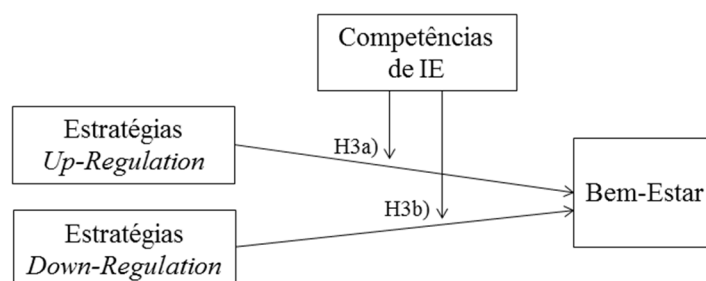 Competências
de IE
Estratégias
Up-Regulation
H3a)
Bem-Estar
H3b)
Estratégias
Down-Regulation